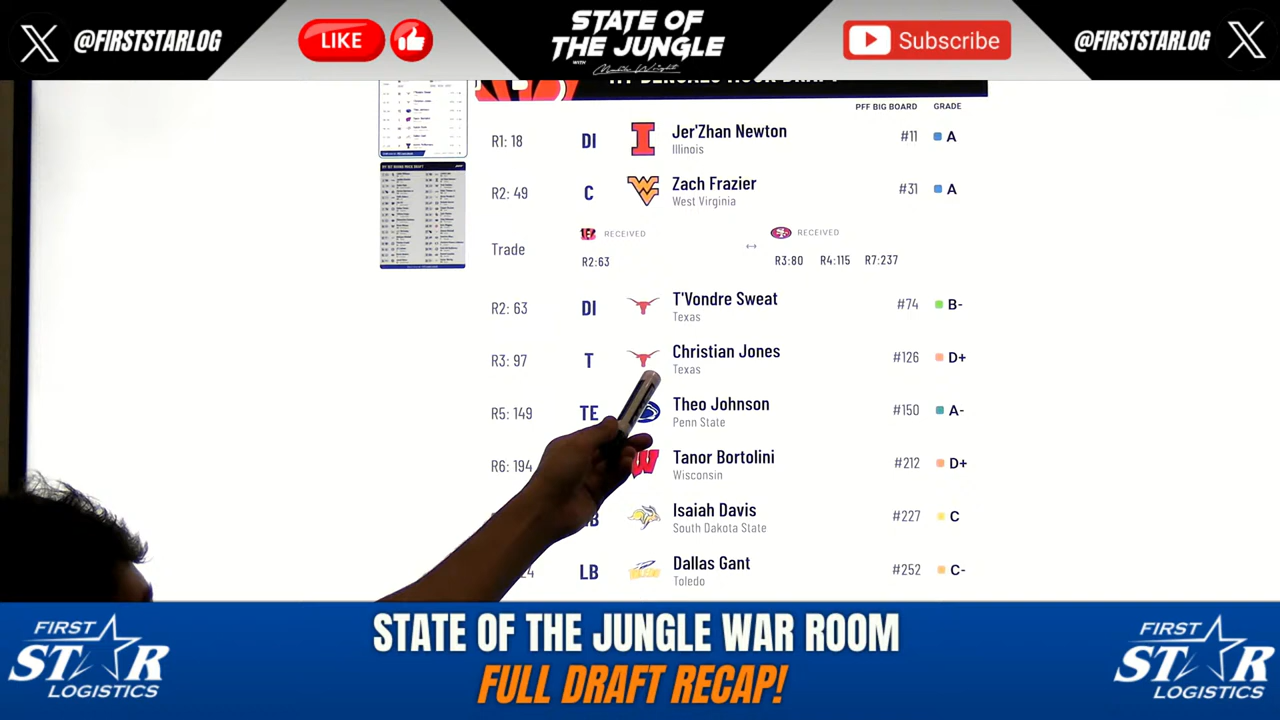 @FIRSTSTARLOG
LIKE
STATE OF
THE JUNGLE
WITH
Subscribe
@FIRSTSTARLOG
PFF BIG BOARD GRADE
R1: 18 DI Jer'Zhan Newton #11 A
Illinois
R2: 49 C Zach Frazier #31 A
West Virginia
Trade RECEIVED ↔ RECEIVED
R2:63 R3:80 R4:115 R7:237
R2: 63 DI T'Vondre Sweat #74 B-
Texas
R3: 97 T Christian Jones #126 D+
Texas
R5: 149 TE Theo Johnson #150 A-
Penn State
R6: 194 W Tanor Bortolini #212 D+
Wisconsin
Isaiah Davis #227 C
South Dakota State
LB Dallas Gant #252 C-
Toledo
STATE OF THE JUNGLE WAR ROOM
FULL DRAFT RECAP!
FIRST
STAR
LOGISTICS
FIRST
STAR
LOGISTICS